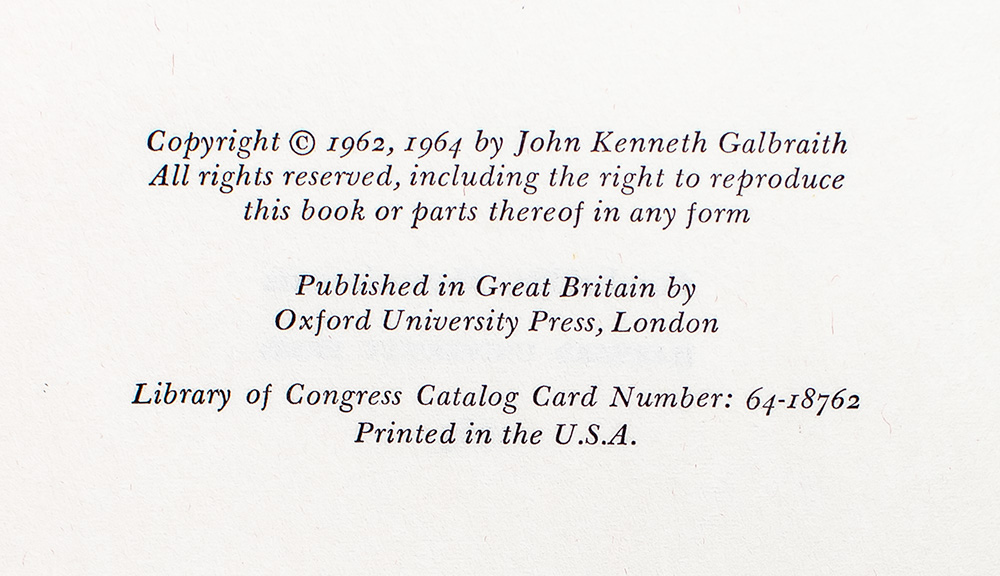 Copyright © 1962, 1964 by John Kenneth Galbraith
All rights reserved, including the right to reproduce
this book or parts thereof in any form
Published in Great Britain by
Oxford University Press, London
Library of Congress Catalog Card Number: 64-18762
Printed in the U.S.A.